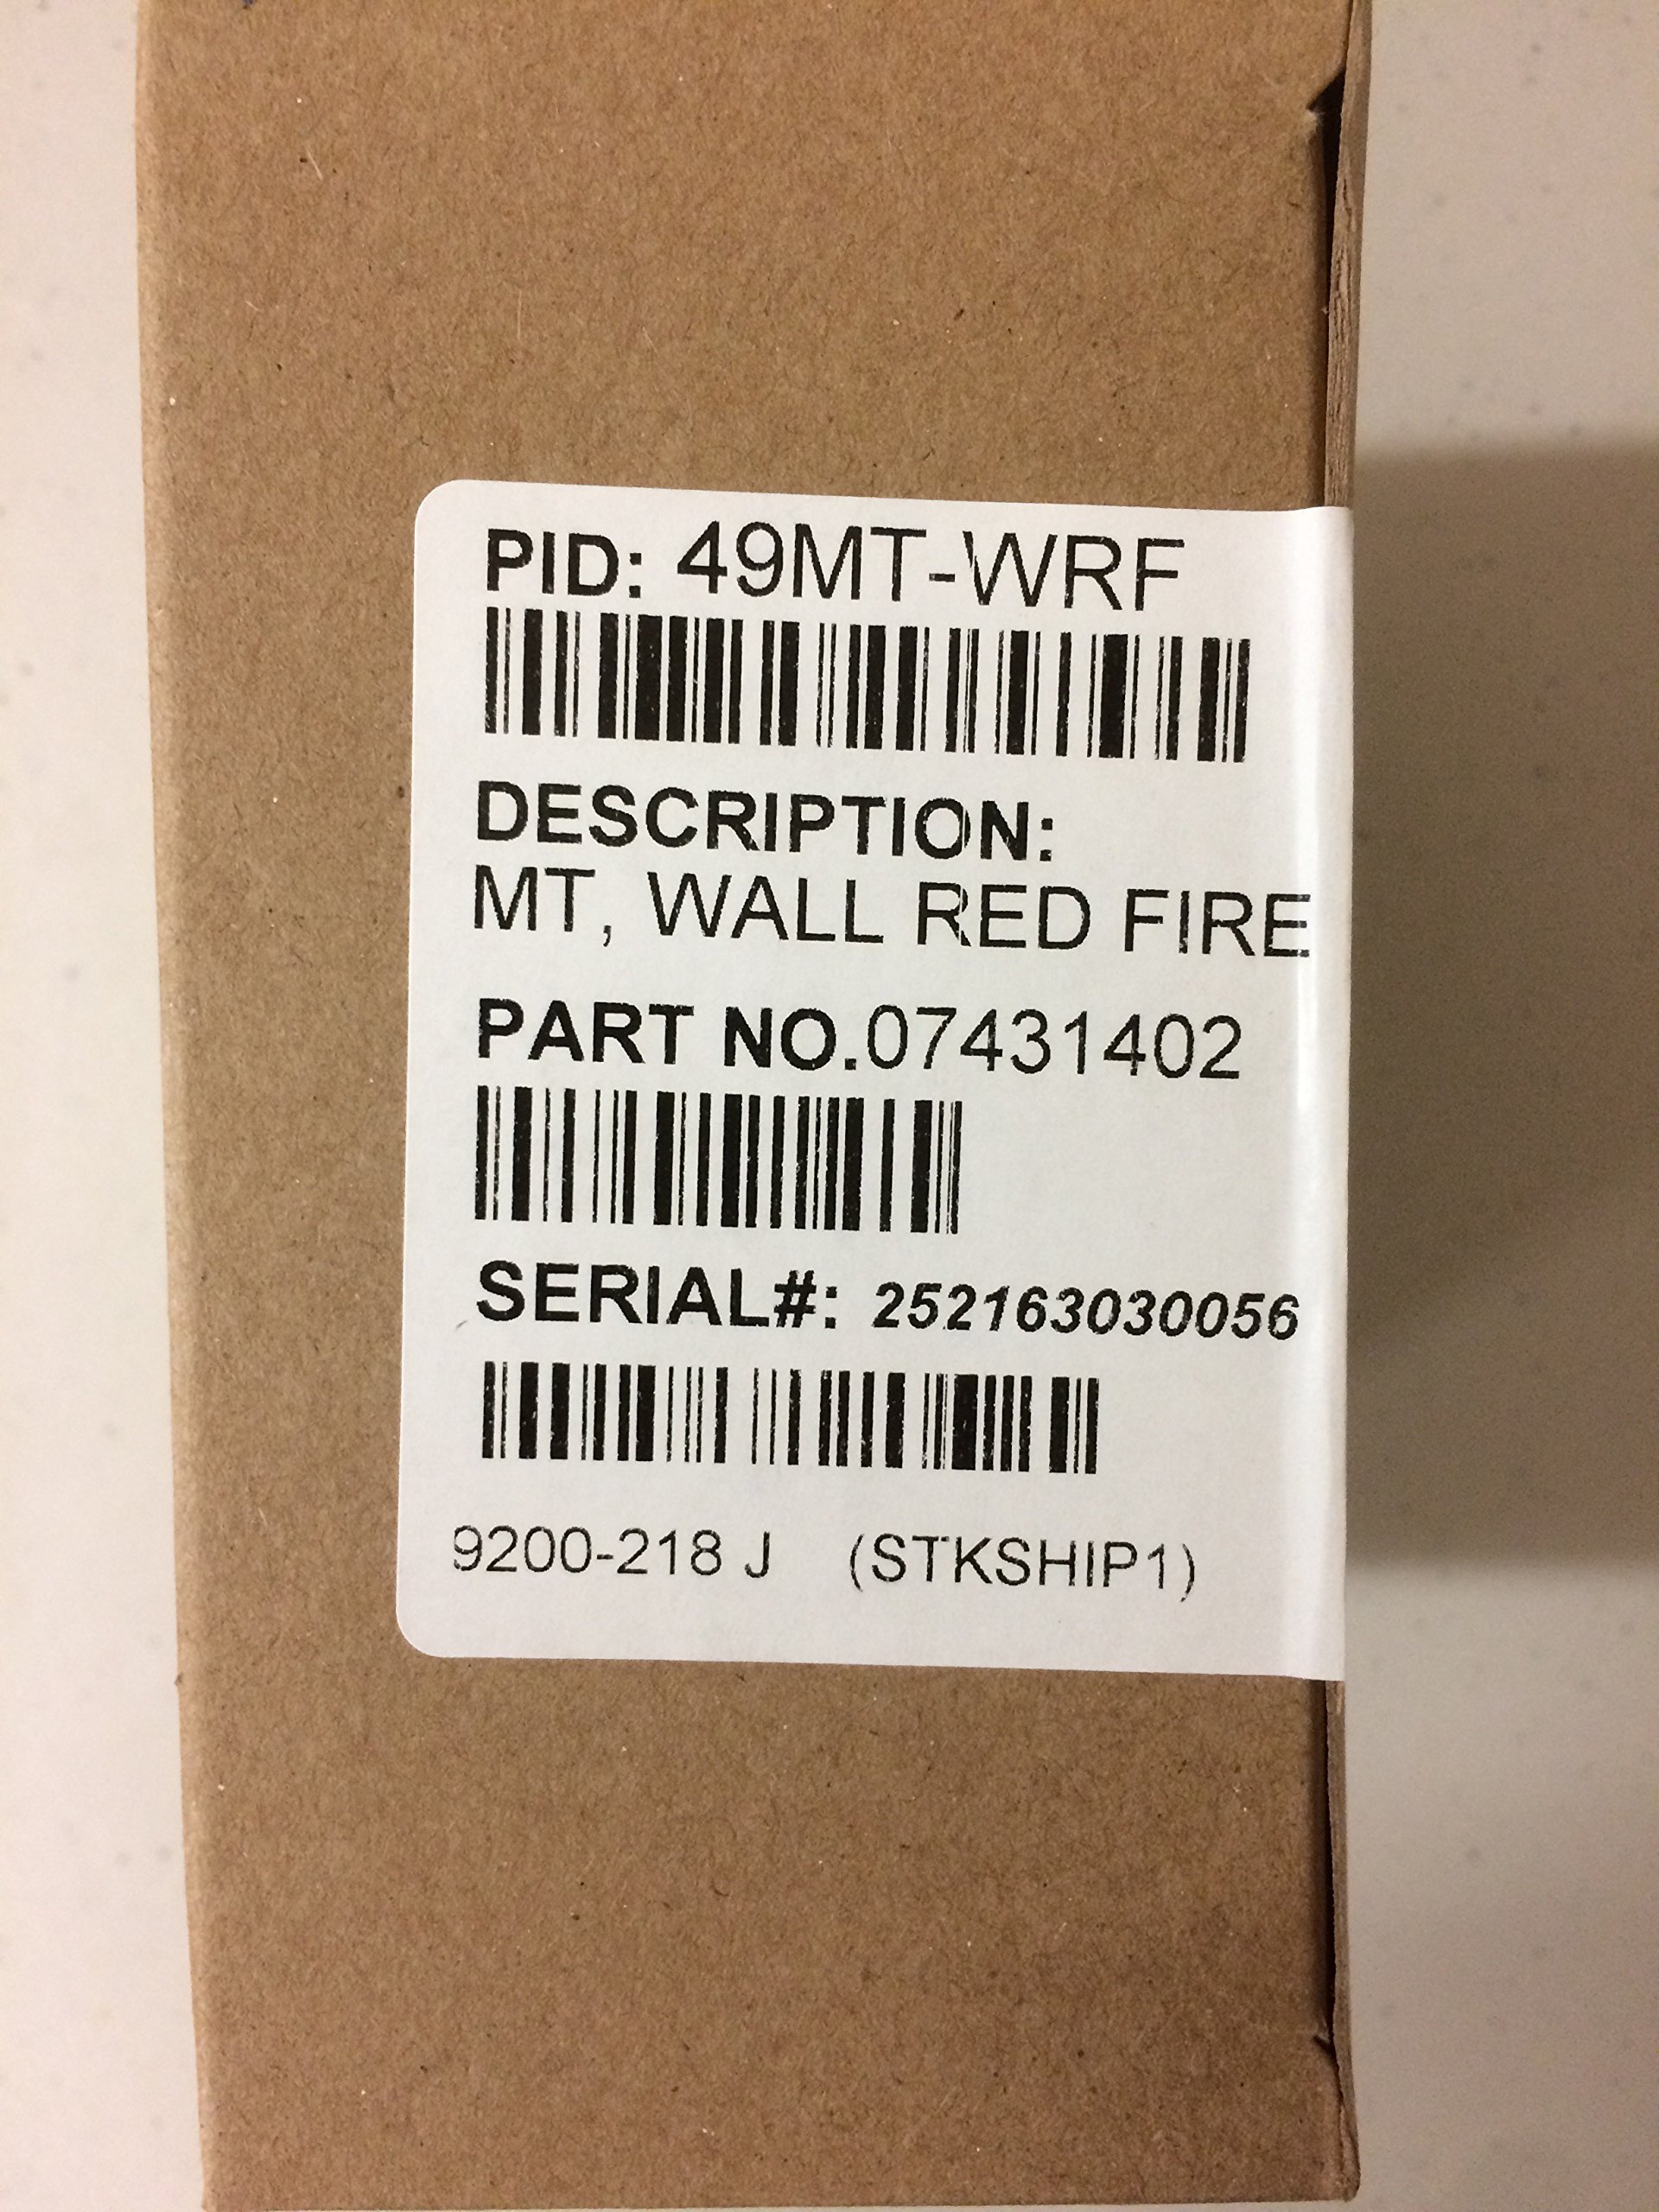 PID: 49MT-WRF
DESCRIPTION:
MT, WALL RED FIRE
PART NO.07431402
SERIAL#: 252163030056
9200-218 J (STKSHIP1)